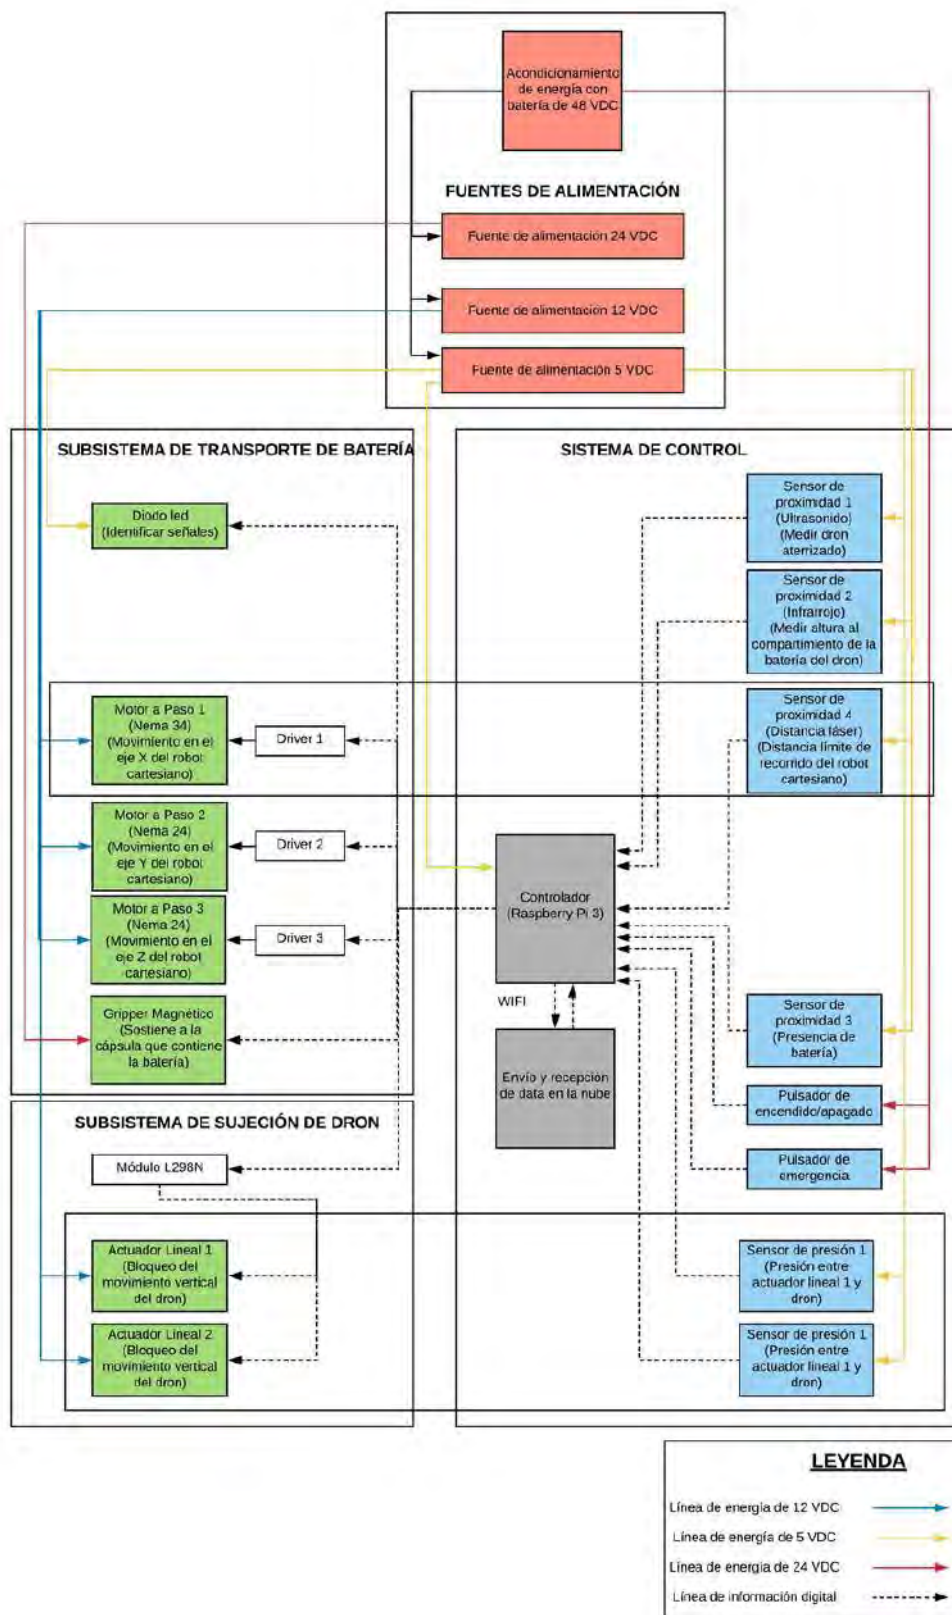 Acondicionamiento
de energía con
batería de 48 VDC
FUENTES DE ALIMENTACIÓN
Fuente de alimentación 24 VDC
Fuente de alimentación 12 VDC
Fuente de alimentación 5 VDC
SUBSISTEMA DE TRANSPORTE DE BATERÍA
Diodo led
(Identificar señales)
Motor a Paso 1
(Nema 34)
(Movimiento en el
eje X del robot
cartesiano)
Driver 1
Motor a Paso 2
(Nema 24)
(Movimiento en el
eje Y del robot
cartesiano)
Driver 2
Motor a Paso 3
(Nema 24)
(Movimiento en el
eje Z del robot
cartesiano)
Driver 3
Gripper Magnético
(Sostiene a la
cápsula que contiene
la batería)
SUBSISTEMA DE SUJECIÓN DE DRON
Módulo L298N
Actuador Lineal 1
(Bloqueo del
movimiento vertical
del dron)
Actuador Lineal 2
(Bloqueo del
movimiento vertical
del dron)
SISTEMA DE CONTROL
Sensor de
proximidad 1
(Ultrasonido)
(Medir dron
aterrizado)
Sensor de
proximidad 2
(Infrarrojo)
(Medir altura al
compartimiento de la
batería del dron)
Sensor de
proximidad 4
(Distancia láser)
(Distancia límite de
recorrido del robot
cartesiano)
Controlador
(Raspberry Pi 3)
WIFI
Envío y recepción
de data en la nube
Sensor de
proximidad 3
(Presencia de
batería)
Pulsador de
encendido/apagado
Pulsador de
emergencia
Sensor de presión 1
(Presión entre
actuador lineal 1 y
dron)
Sensor de presión 1
(Presión entre
actuador lineal 1 y
dron)
LEYENDA
Línea de energía de 12 VDC
Línea de energía de 5 VDC
Línea de energía de 24 VDC
Línea de información digital